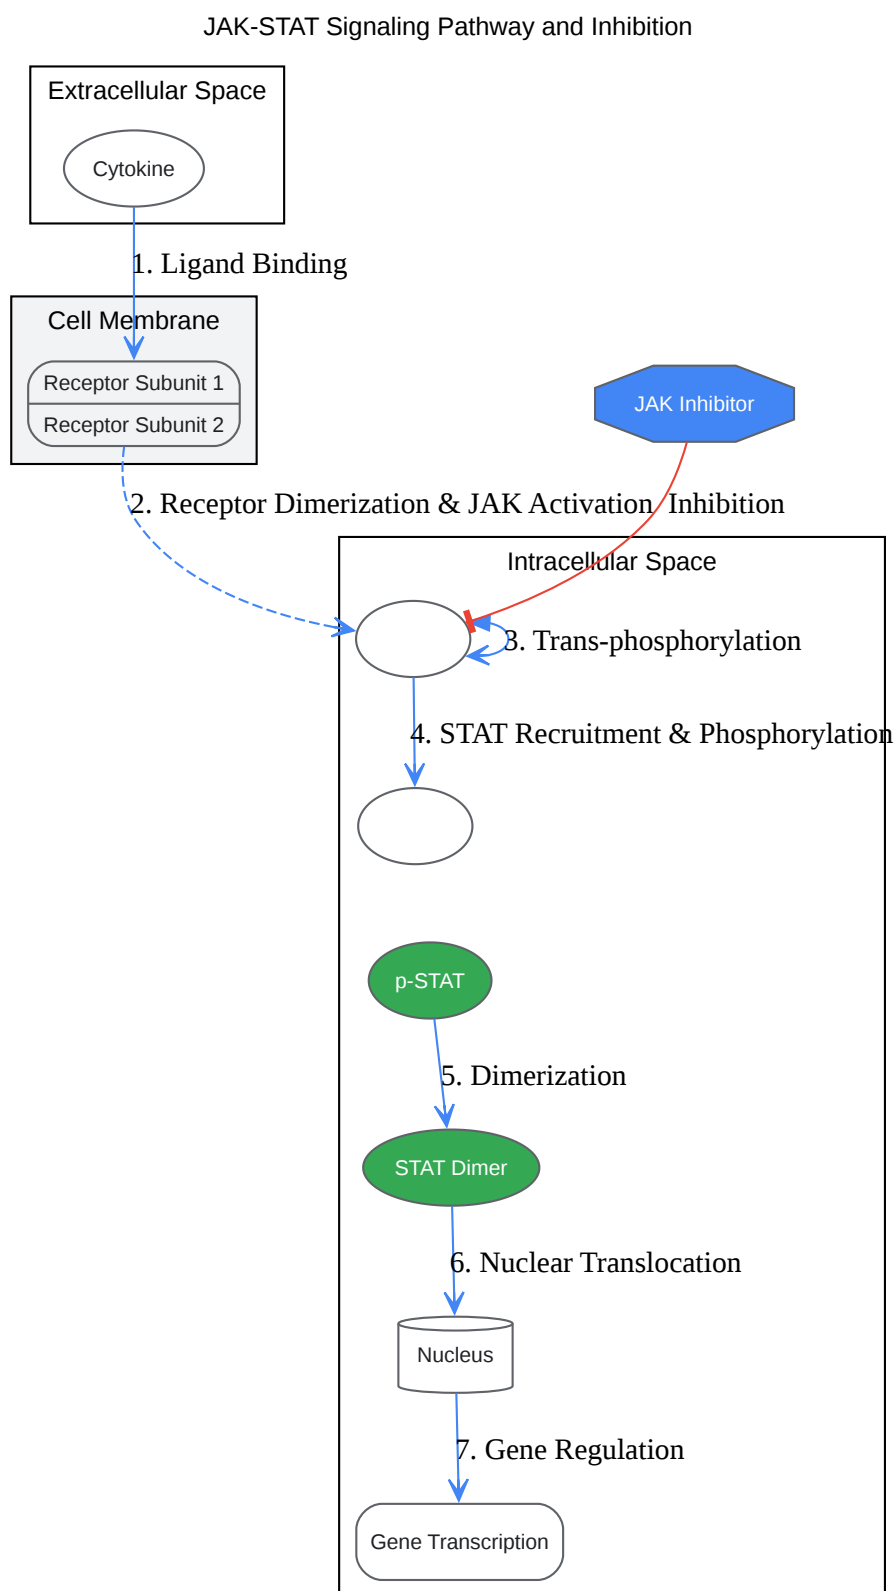 JAK-STAT Signaling Pathway and Inhibition
Extracellular Space
Cytokine
1. Ligand Binding
Cell Membrane
Receptor Subunit 1
Receptor Subunit 2
JAK Inhibitor
2. Receptor Dimerization & JAK Activation
Inhibition
Intracellular Space
3. Trans-phosphorylation
4. STAT Recruitment & Phosphorylation
p-STAT
5. Dimerization
STAT Dimer
6. Nuclear Translocation
Nucleus
7. Gene Regulation
Gene Transcription